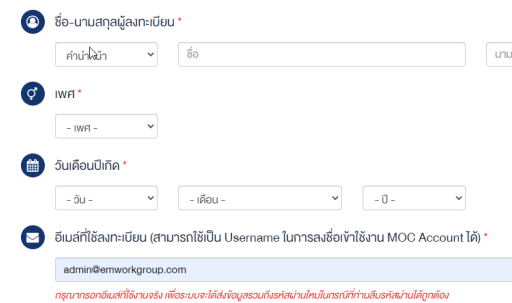 ชื่อ-นามสกุลผู้ลงทะเบียน *
คำนำหน้า ชื่อ นาม
เพศ *
- เพศ -
วันเดือนปีเกิด *
- วัน - - เดือน - - ปี -
อีเมล์ที่ใช้ลงทะเบียน (สามารถใช้เป็น Username ในการลงชื่อเข้าใช้งาน MOC Account ได้) *
admin@emworkgroup.com
กรุณากรอกอีเมล์ที่ใช้งานจริง เพื่อระบบจะได้ส่งข้อมูลรวมถึงรหัสผ่านใหม่ในกรณีที่ท่านลืมรหัสผ่านได้ถูกต้อง